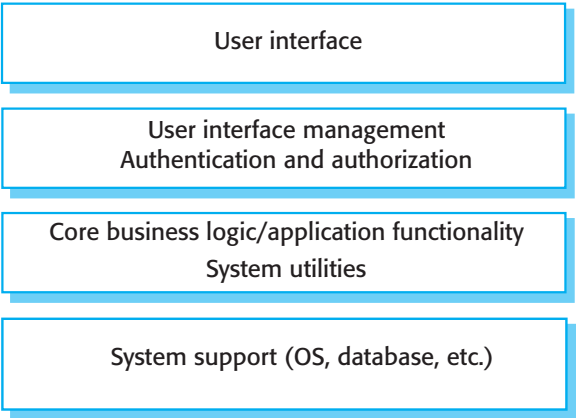 User interface
User interface management
Authentication and authorization
Core business logic/application functionality
System utilities
System support (OS, database, etc.)